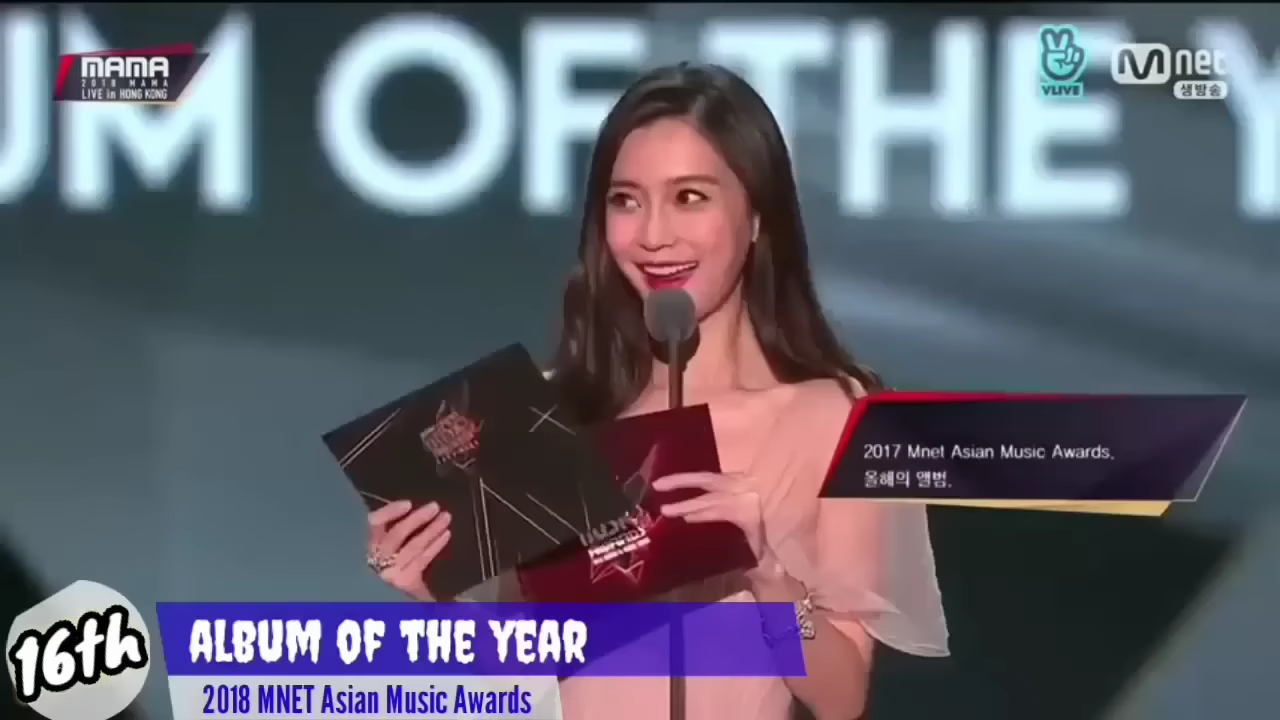 UM OF THE Y
MAMA
2018 MAMA
LIVE in HONG KONG
VLIVE
Mnet
생방송
2017 Mnet Asian Music Awards.
올해의 앨범.
16th
ALBUM OF THE YEAR
2018 MNET Asian Music Awards